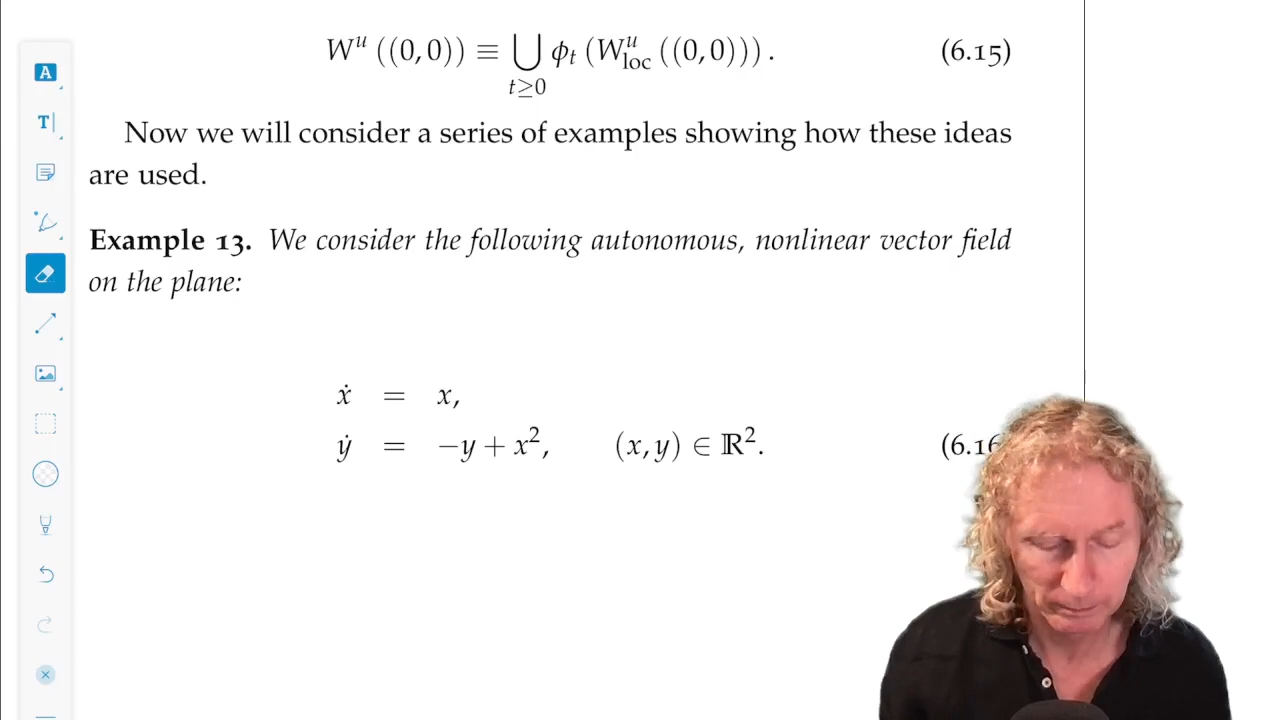 W^u ((0,0)) ≡ ⋃_{t≥0} ϕ_t (W^u_loc ((0,0))). (6.15)
Now we will consider a series of examples showing how these ideas
are used.
Example 13. We consider the following autonomous, nonlinear vector field
on the plane:
ẋ = x,
ẏ = −y + x², (x, y) ∈ ℝ². (6.16
A
T